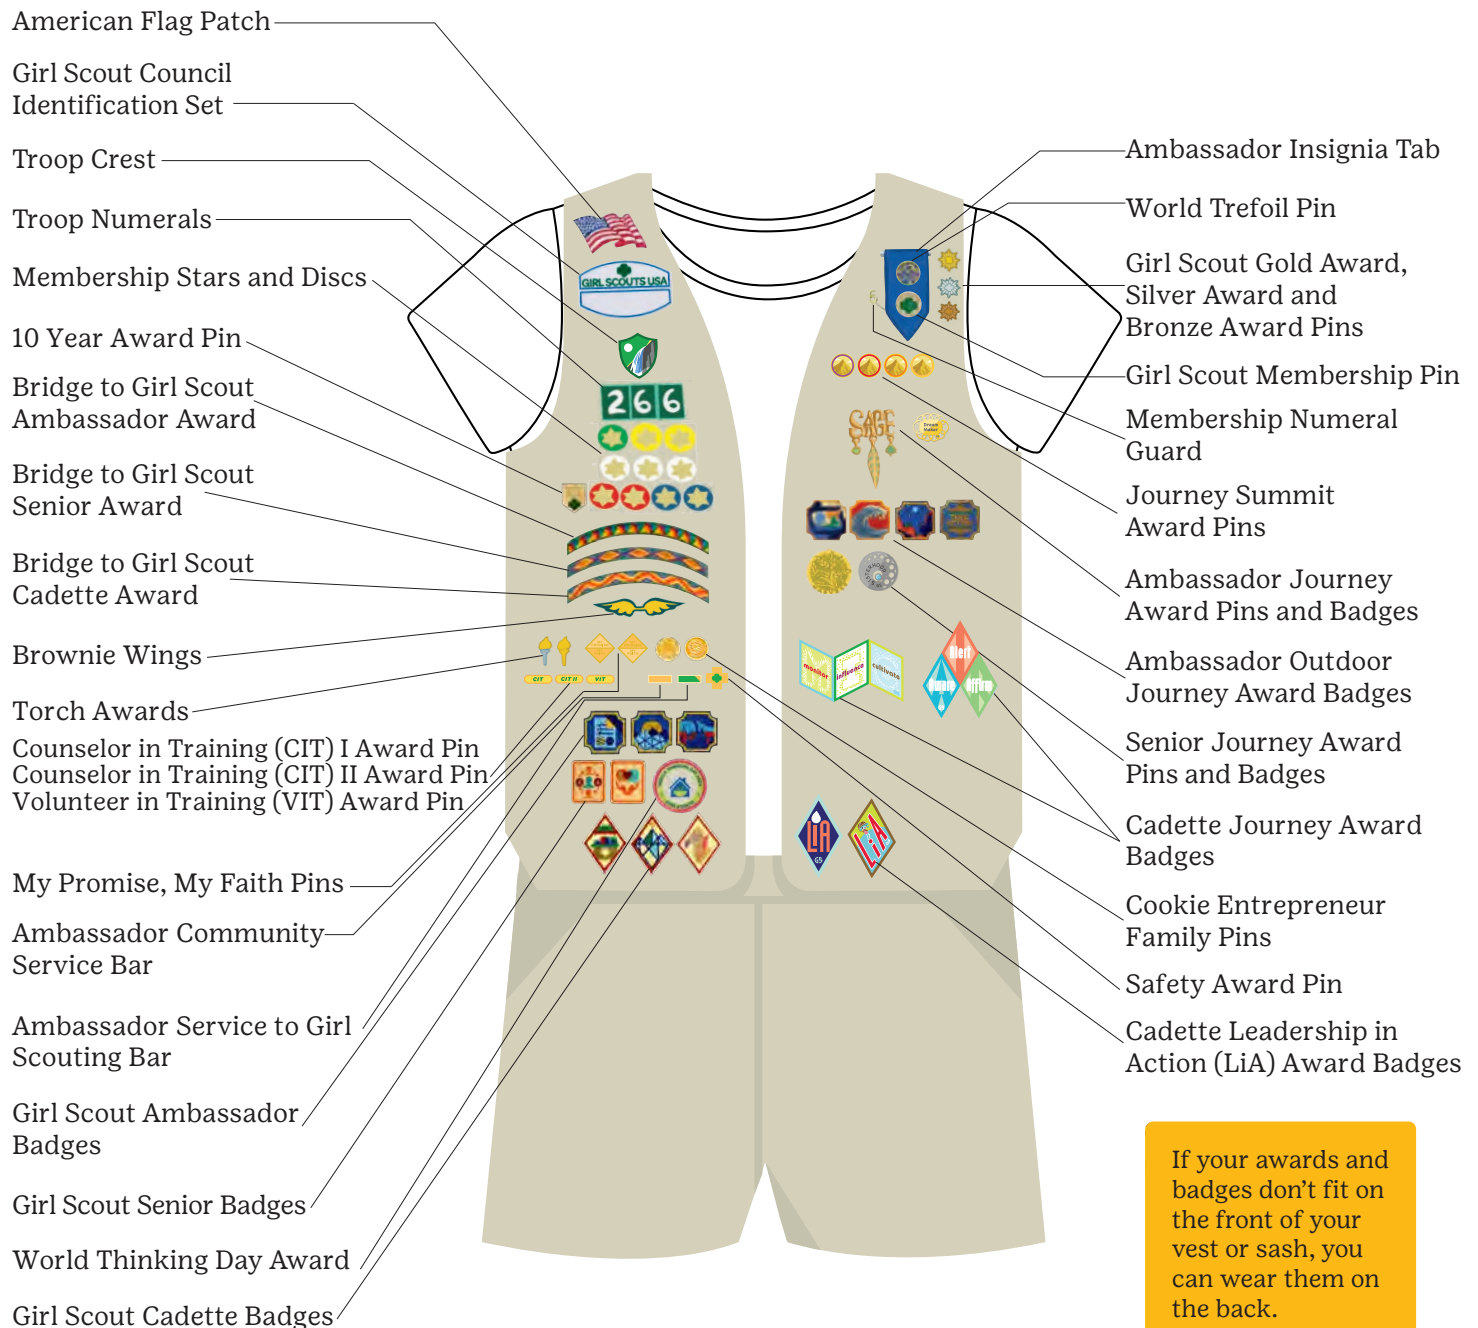 American Flag Patch
Girl Scout Council
Identification Set
Troop Crest
Troop Numerals
Membership Stars and Discs
10 Year Award Pin
Bridge to Girl Scout
Ambassador Award
Bridge to Girl Scout
Senior Award
Bridge to Girl Scout
Cadette Award
Brownie Wings
Torch Awards
Counselor in Training (CIT) I Award Pin
Counselor in Training (CIT) II Award Pin
Volunteer in Training (VIT) Award Pin
My Promise, My Faith Pins
Ambassador Community
Service Bar
Ambassador Service to Girl
Scouting Bar
Girl Scout Ambassador
Badges
Girl Scout Senior Badges
World Thinking Day Award
Girl Scout Cadette Badges
GIRL SCOUTS USA
266
CIT
CIT II
VIT
SAGE
Dream
Maker
monitor
influence
cultivate
Alert
Aspire
Affirm
LiA
G9
LiA
Ambassador Insignia Tab
World Trefoil Pin
Girl Scout Gold Award,
Silver Award and
Bronze Award Pins
Girl Scout Membership Pin
Membership Numeral
Guard
Journey Summit
Award Pins
Ambassador Journey
Award Pins and Badges
Ambassador Outdoor
Journey Award Badges
Senior Journey Award
Pins and Badges
Cadette Journey Award
Badges
Cookie Entrepreneur
Family Pins
Safety Award Pin
Cadette Leadership in
Action (LiA) Award Badges
If your awards and
badges don’t fit on
the front of your
vest or sash, you
can wear them on
the back.